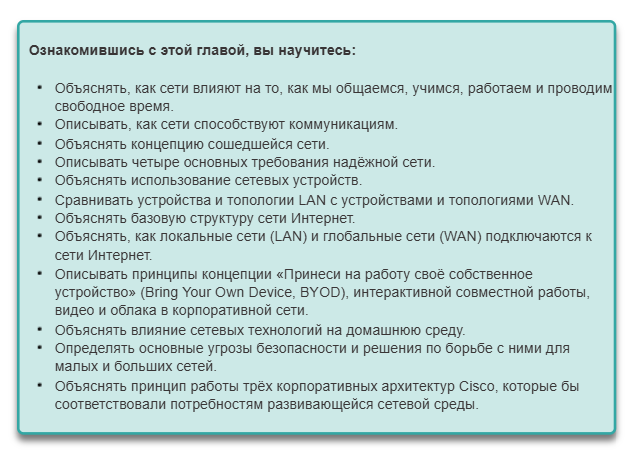 Ознакомившись с этой главой, вы научитесь:
• Объяснять, как сети влияют на то, как мы общаемся, учимся, работаем и проводим
свободное время.
• Описывать, как сети способствуют коммуникациям.
• Объяснять концепцию сошедшейся сети.
• Описывать четыре основных требования надёжной сети.
• Объяснять использование сетевых устройств.
• Сравнивать устройства и топологии LAN с устройствами и топологиями WAN.
• Объяснять базовую структуру сети Интернет.
• Объяснять, как локальные сети (LAN) и глобальные сети (WAN) подключаются к
сети Интернет.
• Описывать принципы концепции «Принеси на работу своё собственное
устройство» (Bring Your Own Device, BYOD), интерактивной совместной работы,
видео и облака в корпоративной сети.
• Объяснять влияние сетевых технологий на домашнюю среду.
• Определять основные угрозы безопасности и решения по борьбе с ними для
малых и больших сетей.
• Объяснять принцип работы трёх корпоративных архитектур Cisco, которые бы
соответствовали потребностям развивающейся сетевой среды.